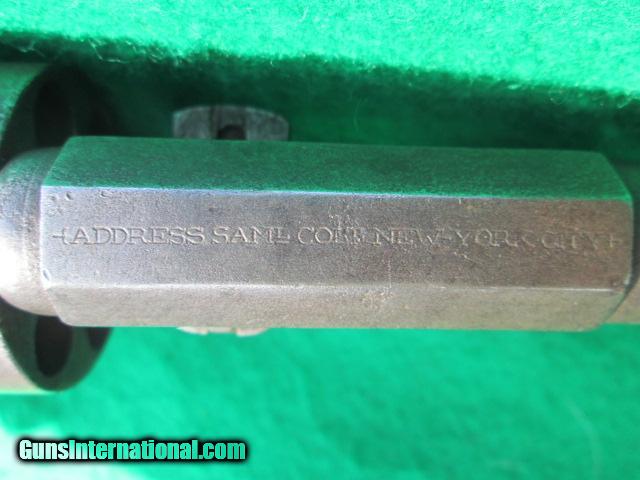 -ADDRESS SAML COLT NEW-YORK CITY-
GunsInternational.com